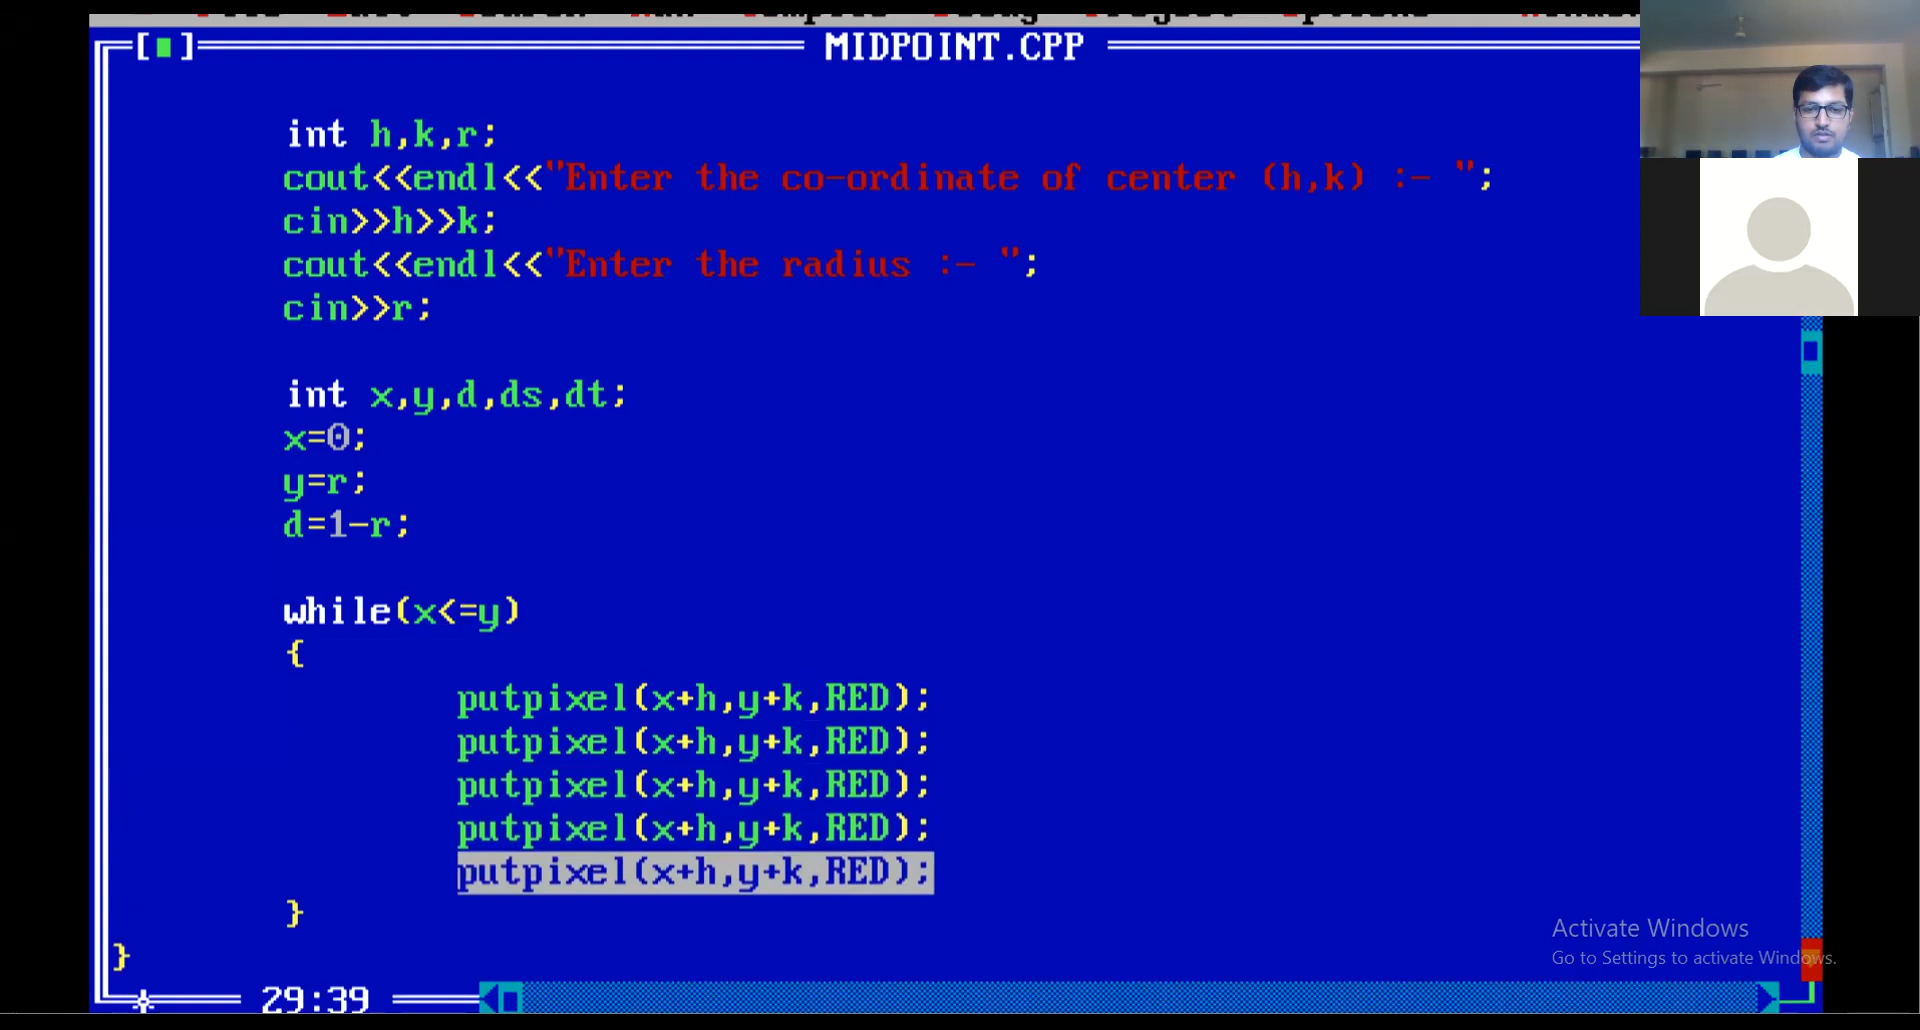 MIDPOINT.CPP
int h,k,r;
cout<<endl<<"Enter the co-ordinate of center (h,k) :- ";
cin>>h>>k;
cout<<endl<<"Enter the radius :- ";
cin>>r;
int x,y,d,ds,dt;
x=0;
y=r;
d=1-r;
while(x<=y)
{
putpixel(x+h,y+k,RED);
putpixel(x+h,y+k,RED);
putpixel(x+h,y+k,RED);
putpixel(x+h,y+k,RED);
putpixel(x+h,y+k,RED);
}
}
Activate Windows
Go to Settings to activate Windows.
29:39